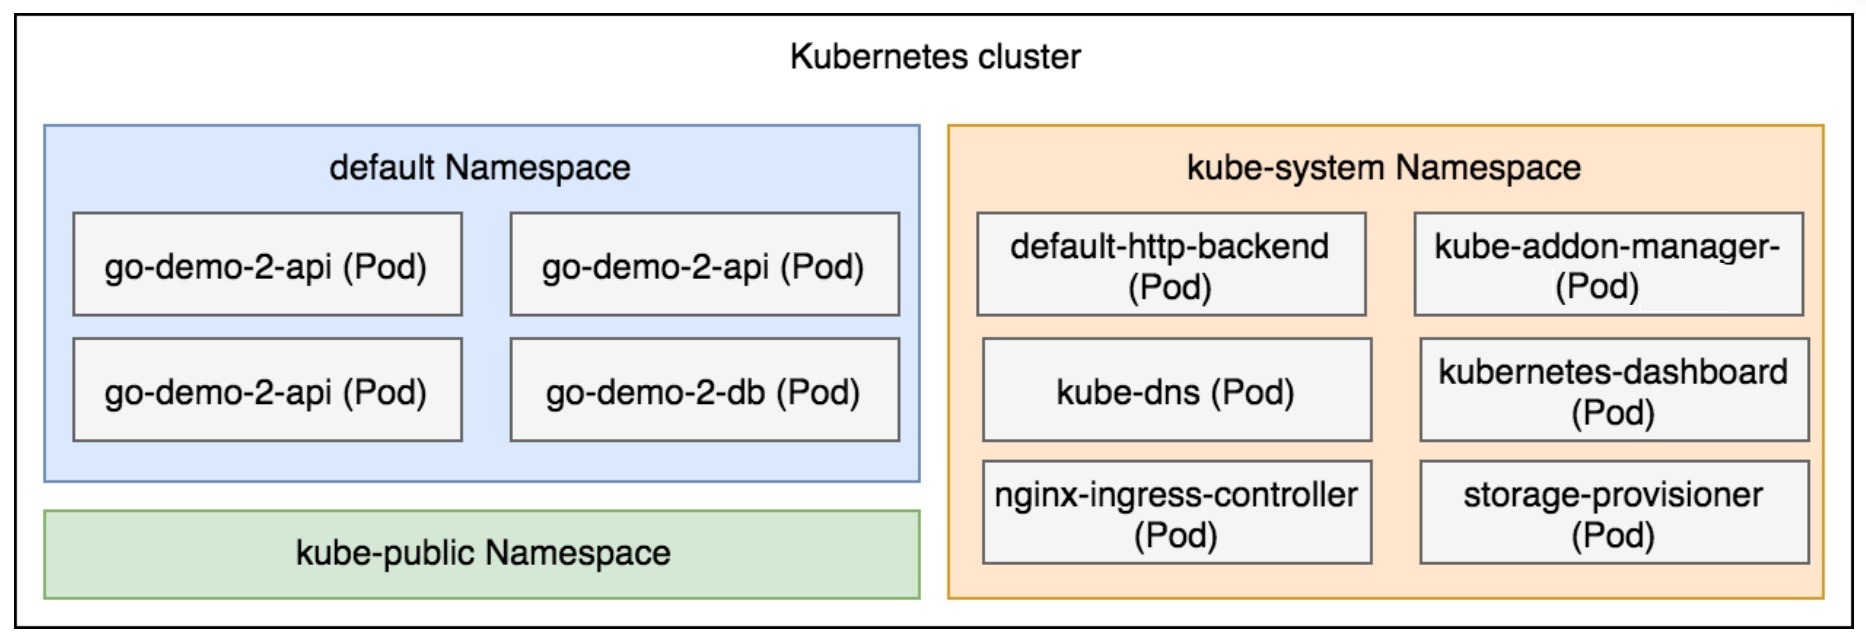 Kubernetes cluster
default Namespace
go-demo-2-api (Pod)
go-demo-2-api (Pod)
go-demo-2-api (Pod)
go-demo-2-db (Pod)
kube-public Namespace
kube-system Namespace
default-http-backend
(Pod)
kube-addon-manager-
(Pod)
kube-dns (Pod)
kubernetes-dashboard
(Pod)
nginx-ingress-controller
(Pod)
storage-provisioner
(Pod)